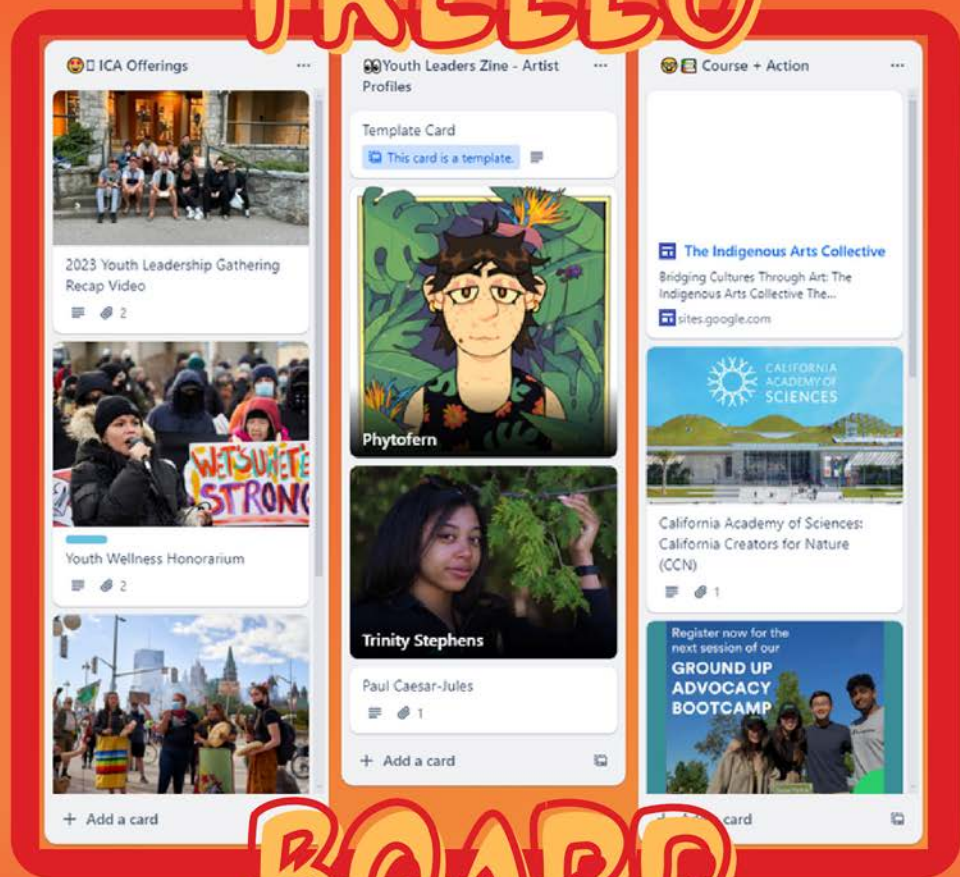 TRELLO
ICA Offerings
2023 Youth Leadership Gathering
Recap Video
2
WET'SUWET'E
STRONG
Youth Wellness Honorarium
2
+ Add a card
Youth Leaders Zine - Artist
Profiles
Template Card
This card is a template.
Phytofern
Trinity Stephens
Paul Caesar-Jules
1
+ Add a card
Course + Action
The Indigenous Arts Collective
Bridging Cultures Through Art: The
Indigenous Arts Collective The...
sites.google.com
CALIFORNIA
ACADEMY OF
SCIENCES
California Academy of Sciences:
California Creators for Nature
(CCN)
1
Register now for the
next session of our
GROUND UP
ADVOCACY
BOOTCAMP
card
BOARD